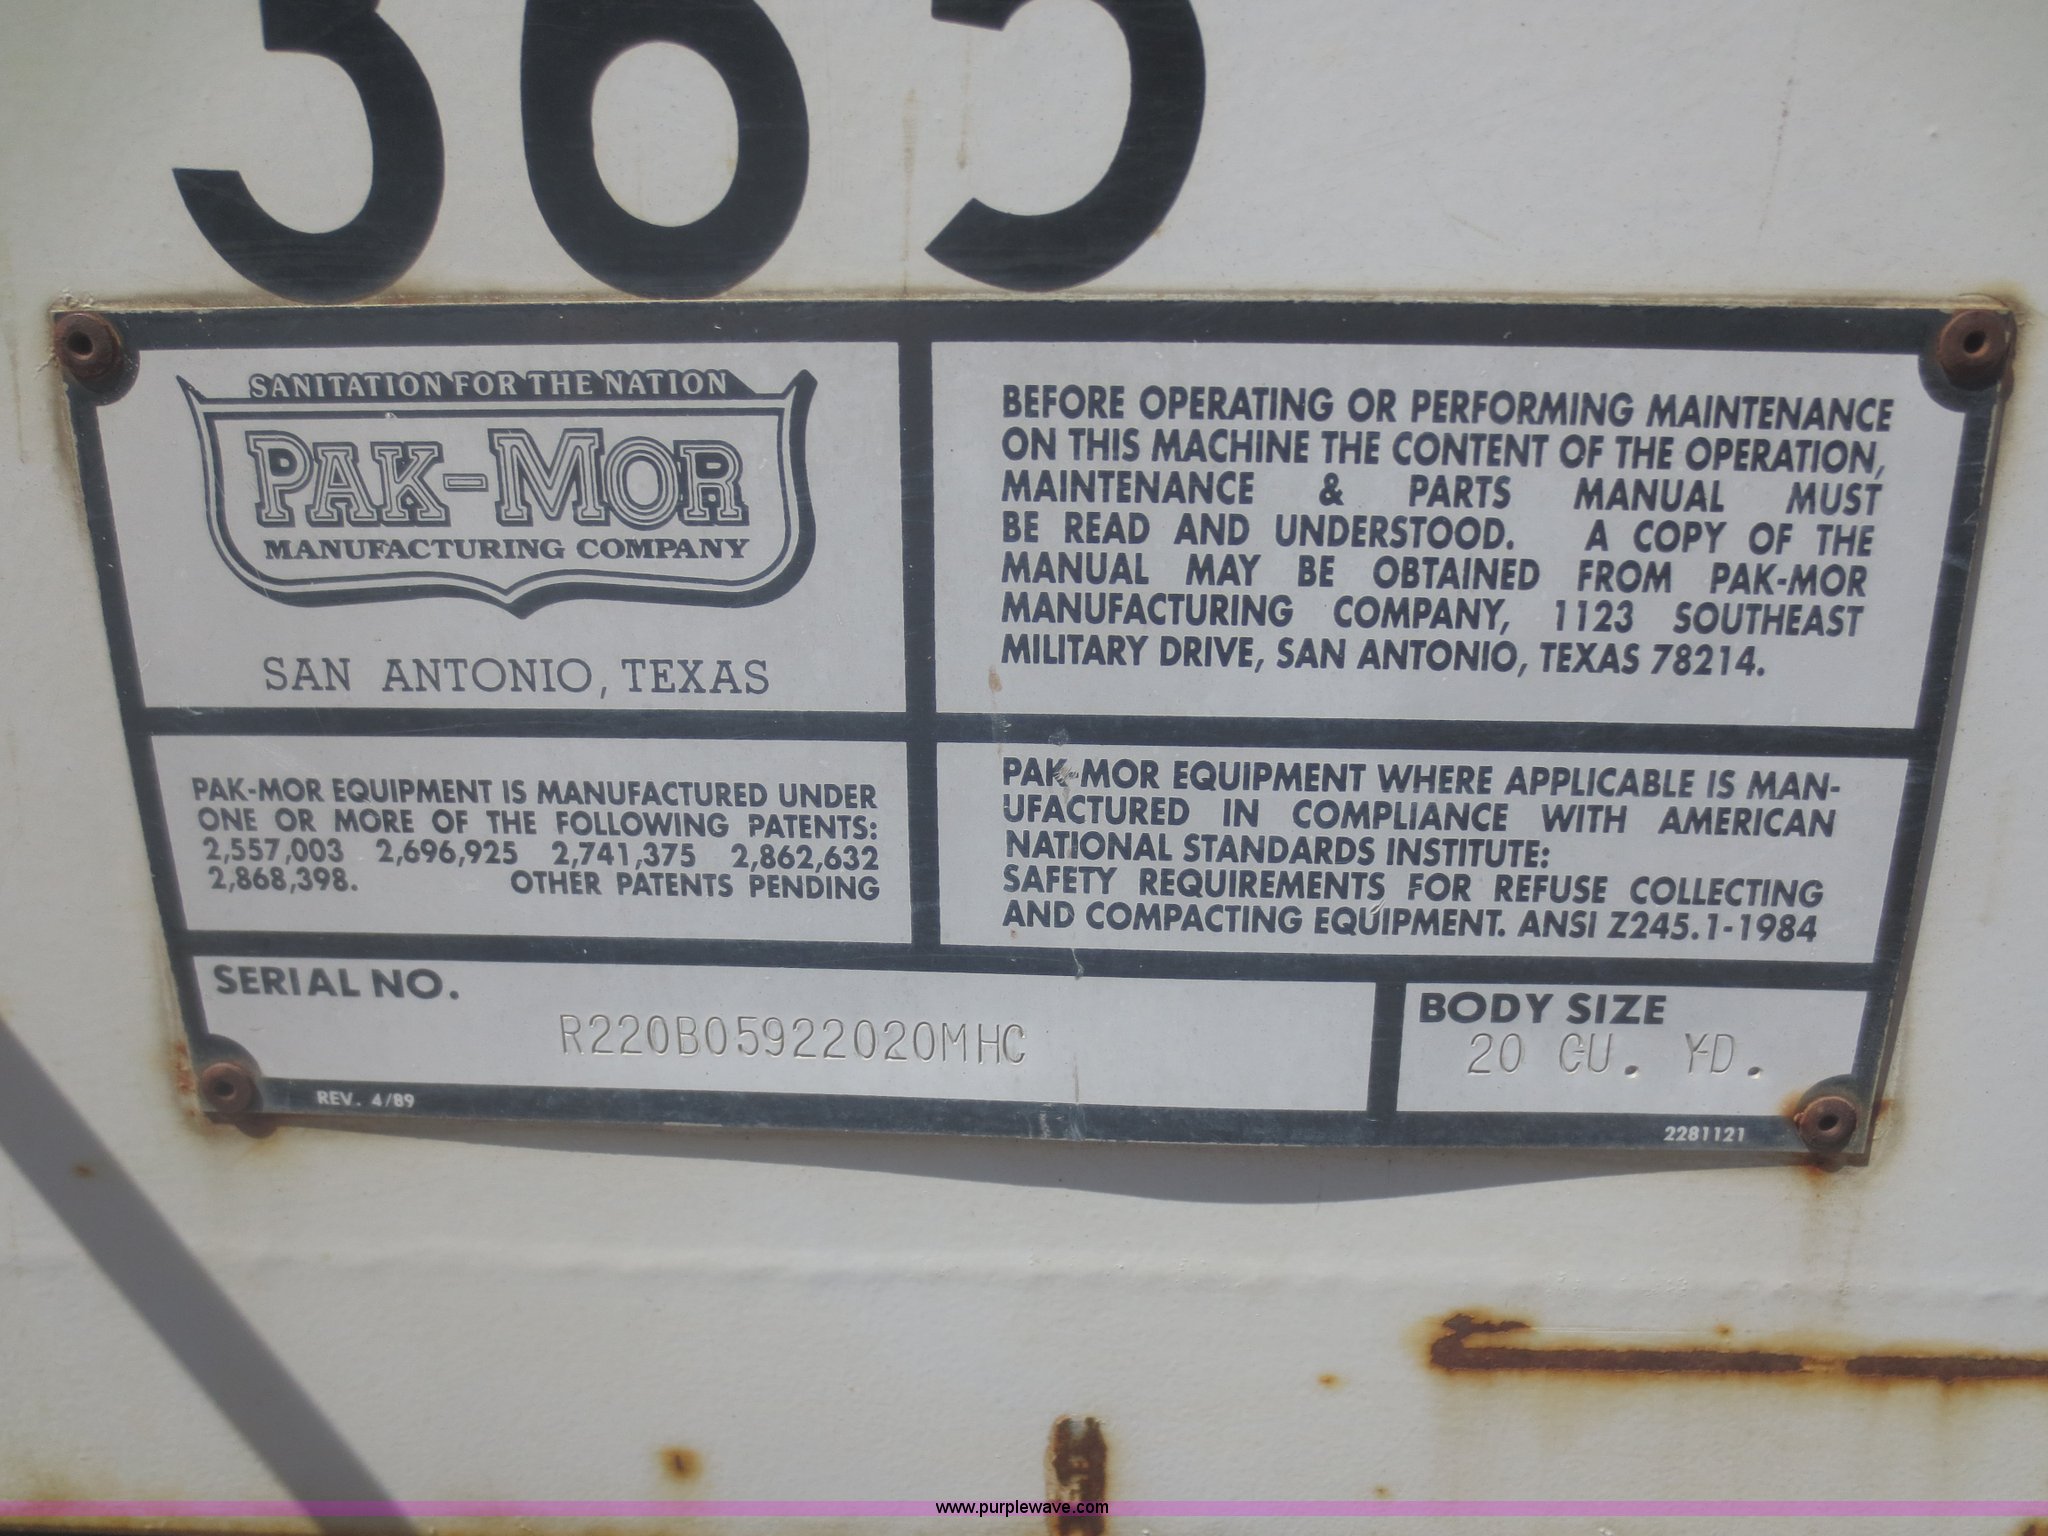 365
SANITATION FOR THE NATION
PAK-MOR
MANUFACTURING COMPANY
SAN ANTONIO, TEXAS
BEFORE OPERATING OR PERFORMING MAINTENANCE
ON THIS MACHINE THE CONTENT OF THE OPERATION,
MAINTENANCE & PARTS MANUAL MUST
BE READ AND UNDERSTOOD. A COPY OF THE
MANUAL MAY BE OBTAINED FROM PAK-MOR
MANUFACTURING COMPANY, 1123 SOUTHEAST
MILITARY DRIVE, SAN ANTONIO, TEXAS 78214.
PAK-MOR EQUIPMENT IS MANUFACTURED UNDER
ONE OR MORE OF THE FOLLOWING PATENTS:
2,557,003 2,696,925 2,741,375 2,862,632
2,868,398. OTHER PATENTS PENDING
PAK-MOR EQUIPMENT WHERE APPLICABLE IS MAN-
UFACTURED IN COMPLIANCE WITH AMERICAN
NATIONAL STANDARDS INSTITUTE:
SAFETY REQUIREMENTS FOR REFUSE COLLECTING
AND COMPACTING EQUIPMENT. ANSI Z245.1-1984
SERIAL NO.
R220B05922020MHC
BODY SIZE
20 CU. YD.
REV. 4/89
2281121
www.purplewave.com